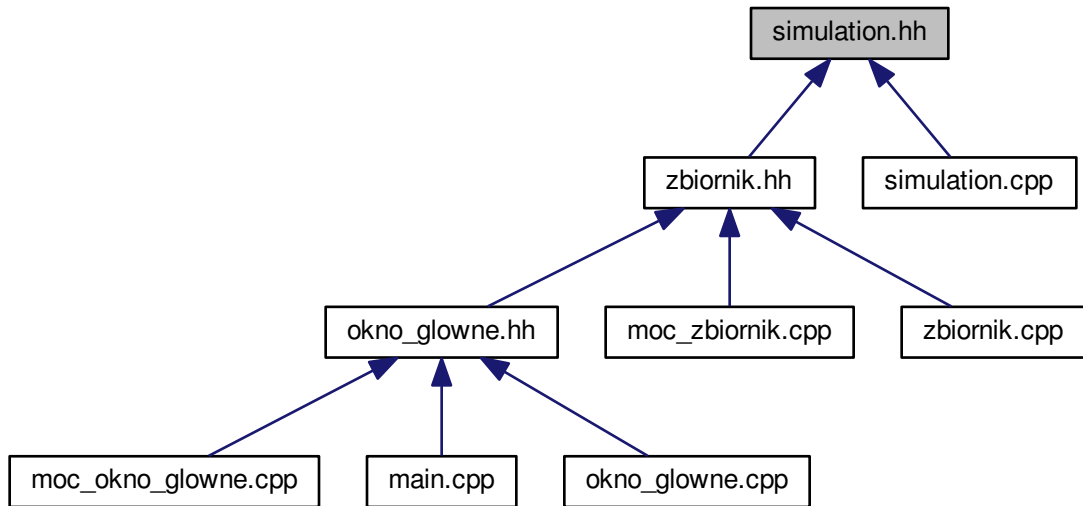 simulation.hh
zbiornik.hh
simulation.cpp
okno_glowne.hh
moc_zbiornik.cpp
zbiornik.cpp
moc_okno_glowne.cpp
main.cpp
okno_glowne.cpp